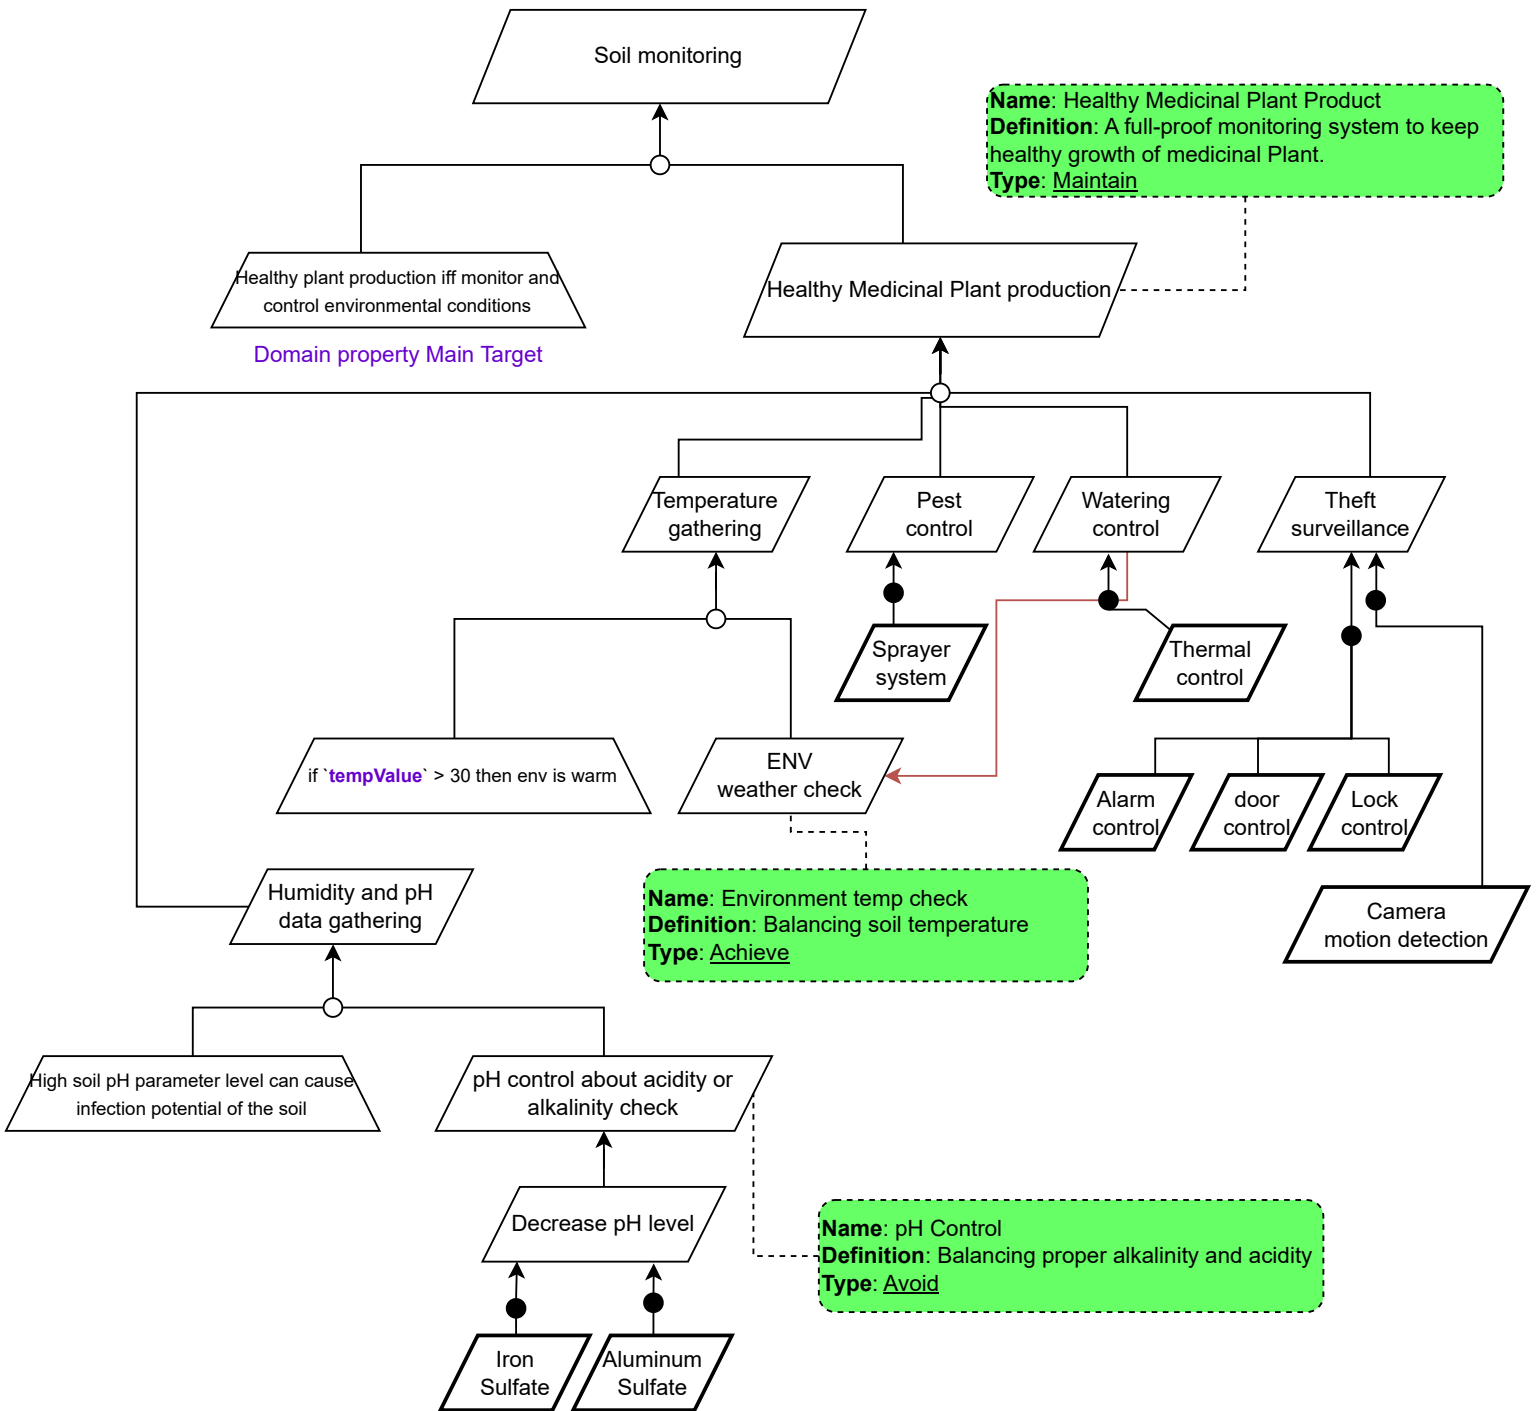 Soil monitoring
Name: Healthy Medicinal Plant Product
Definition: A full-proof monitoring system to keep
healthy growth of medicinal Plant.
Type: Maintain
Healthy plant production iff monitor and
control environmental conditions
Domain property Main Target
Healthy Medicinal Plant production
Temperature
gathering
Pest
control
Watering
control
Theft
surveillance
Sprayer
system
Thermal
control
if `tempValue` > 30 then env is warm
ENV
weather check
Alarm
control
door
control
Lock
control
Camera
motion detection
Humidity and pH
data gathering
Name: Environment temp check
Definition: Balancing soil temperature
Type: Achieve
High soil pH parameter level can cause
infection potential of the soil
pH control about acidity or
alkalinity check
Decrease pH level
Name: pH Control
Definition: Balancing proper alkalinity and acidity
Type: Avoid
Iron
Sulfate
Aluminum
Sulfate